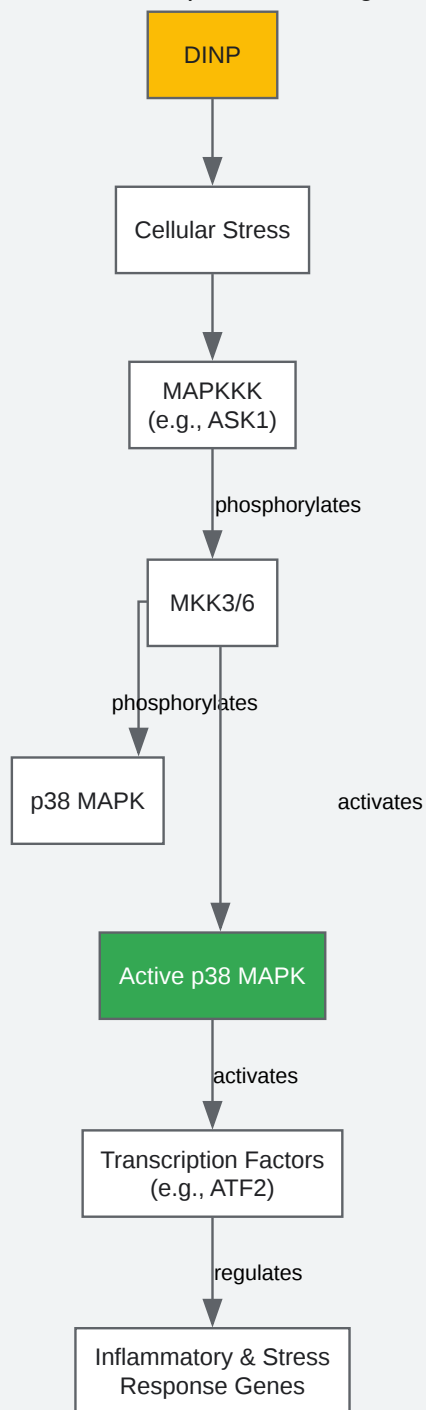 DINP
Cellular Stress
MAPKKK
(e.g., ASK1)
phosphorylates
MKK3/6
phosphorylates
p38 MAPK
activates
Active p38 MAPK
activates
Transcription Factors
(e.g., ATF2)
regulates
Inflammatory & Stress
Response Genes